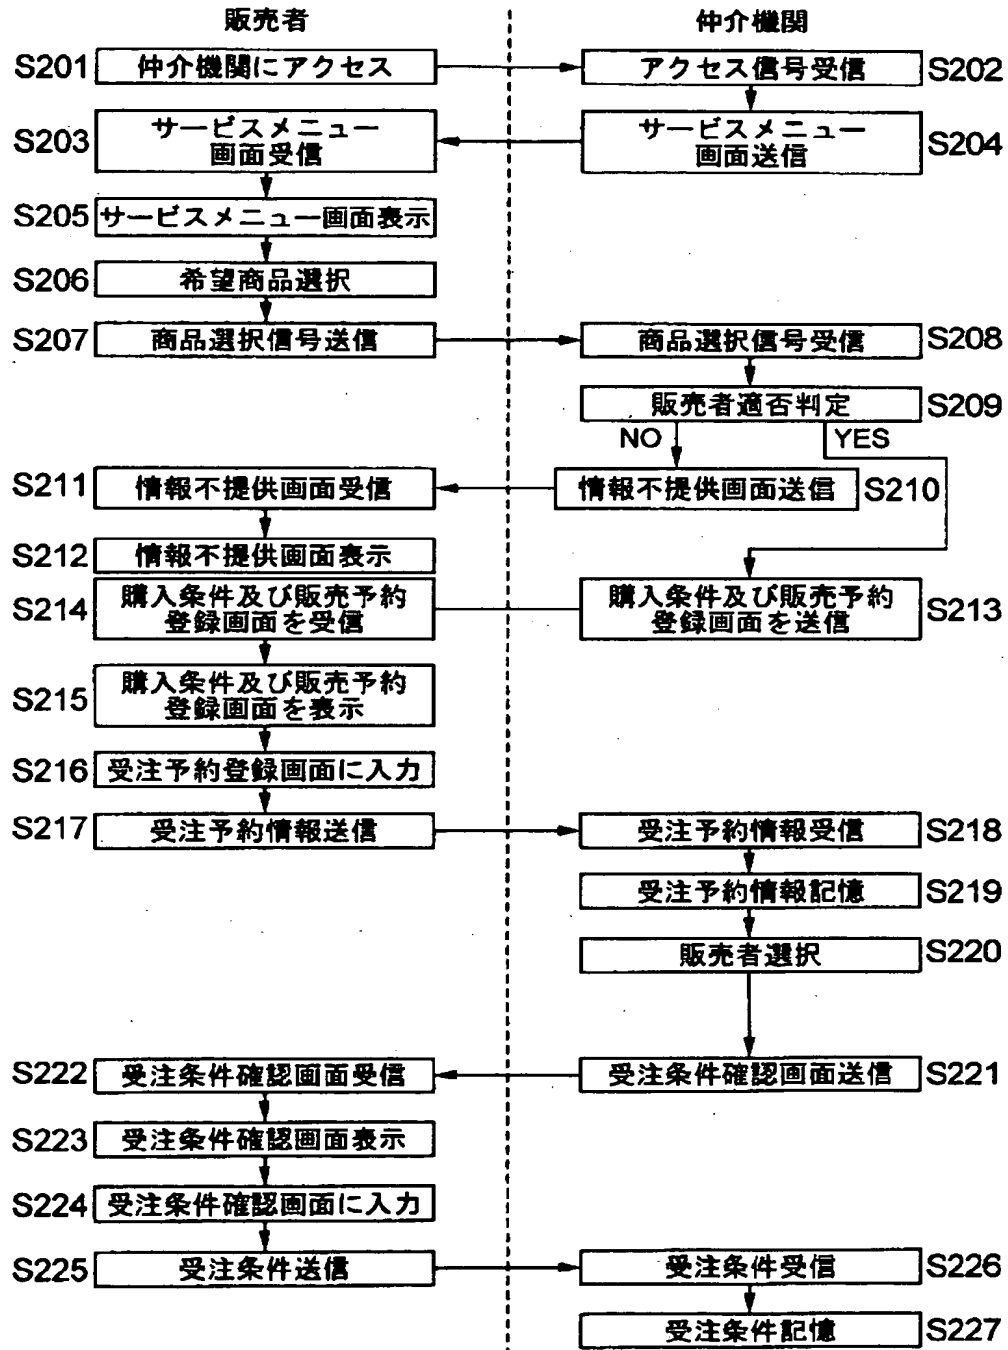 販売者 仲介機関
S201 仲介機関にアクセス アクセス信号受信 S202
S203 サービスメニュー
画面受信
サービスメニュー
画面送信 S204
S205 サービスメニュー画面表示
S206 希望商品選択
S207 商品選択信号送信 商品選択信号受信 S208
販売者適否判定 S209
NO YES
S211 情報不提供画面受信 情報不提供画面送信 S210
S212 情報不提供画面表示
S214 購入条件及び販売予約
登録画面を受信
購入条件及び販売予約
登録画面を送信 S213
S215 購入条件及び販売予約
登録画面を表示
S216 受注予約登録画面に入力
S217 受注予約情報送信 受注予約情報受信 S218
受注予約情報記憶 S219
販売者選択 S220
S222 受注条件確認画面受信 受注条件確認画面送信 S221
S223 受注条件確認画面表示
S224 受注条件確認画面に入力
S225 受注条件送信 受注条件受信 S226
受注条件記憶 S227